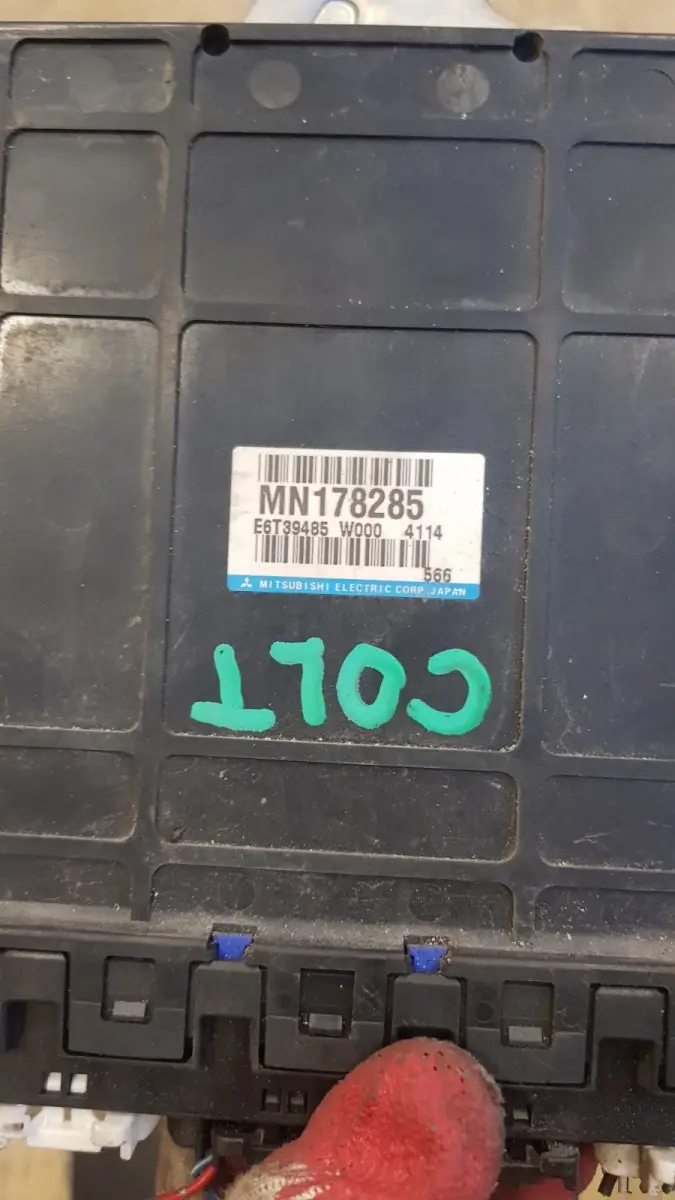 MN178285
E6T39485 W000 4114
566
MITSUBISHI ELECTRIC CORP. JAPAN
COLT